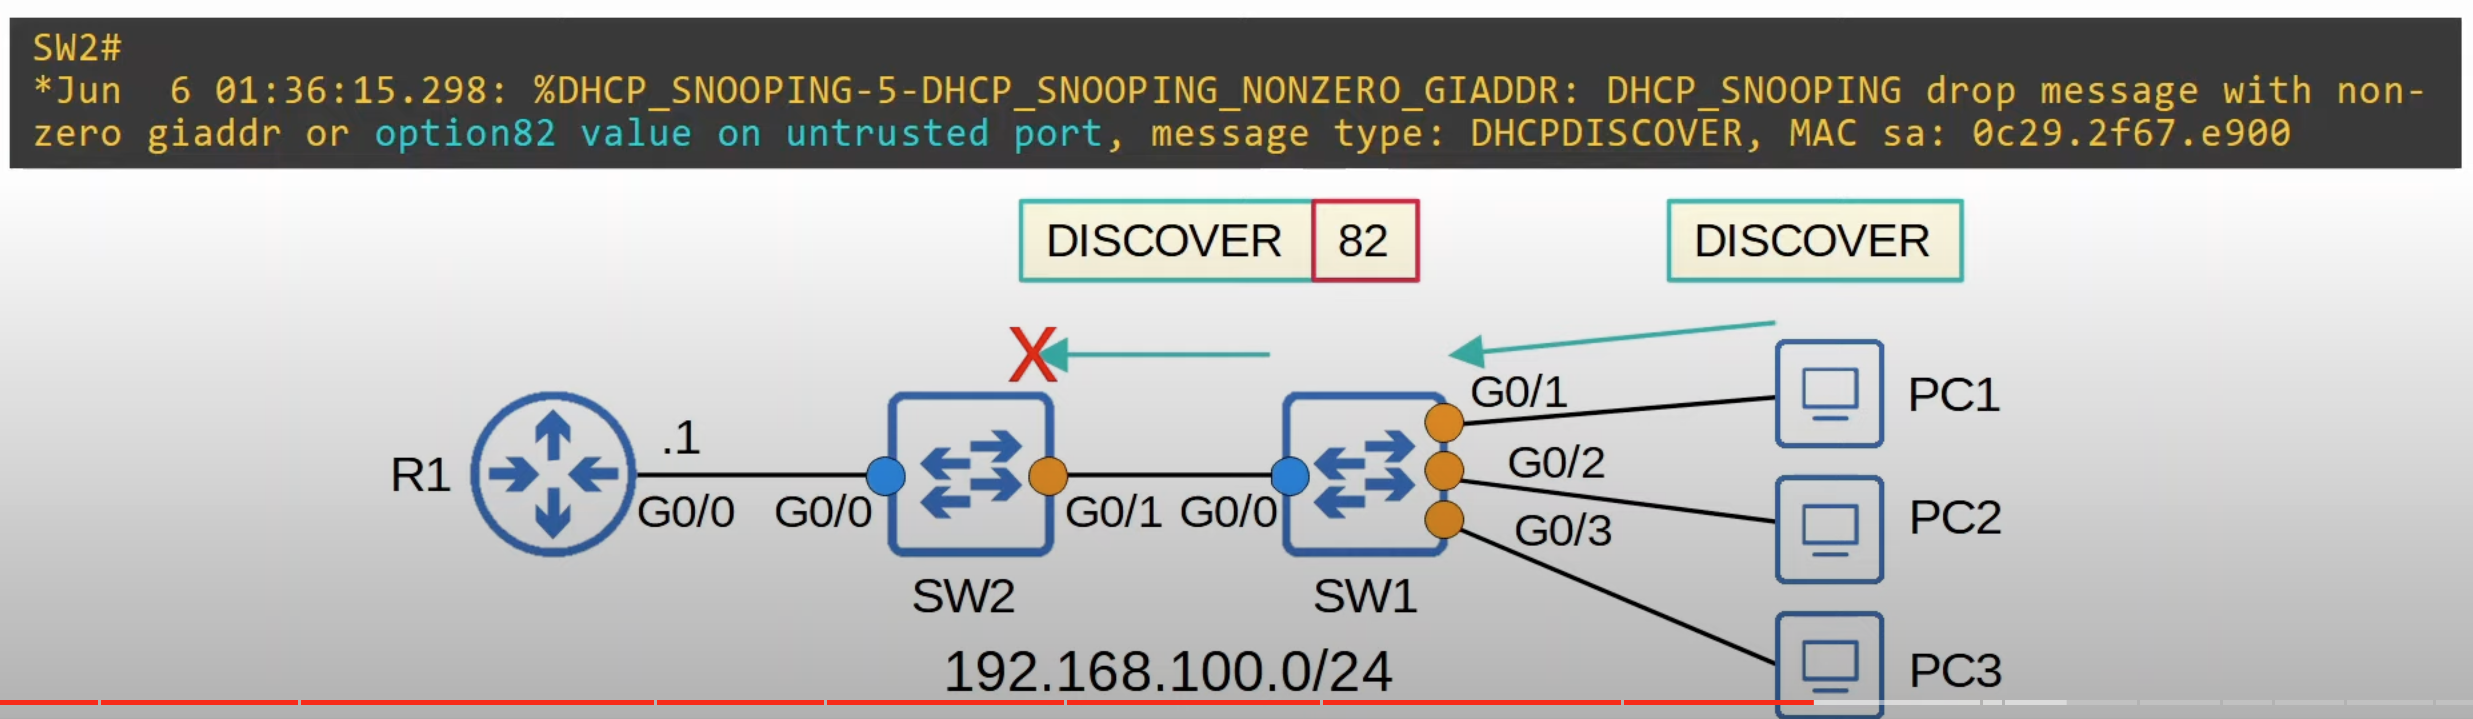 SW2#
*Jun  6 01:36:15.298: %DHCP_SNOOPING-5-DHCP_SNOOPING_NONZERO_GIADDR: DHCP_SNOOPING drop message with non-
zero giaddr or option82 value on untrusted port, message type: DHCPDISCOVER, MAC sa: 0c29.2f67.e900
DISCOVER 82 DISCOVER
X
G0/1 PC1
.1
R1
G0/2
G0/0 G0/0 G0/1 G0/0
PC2
G0/3
SW2 SW1
192.168.100.0/24 PC3